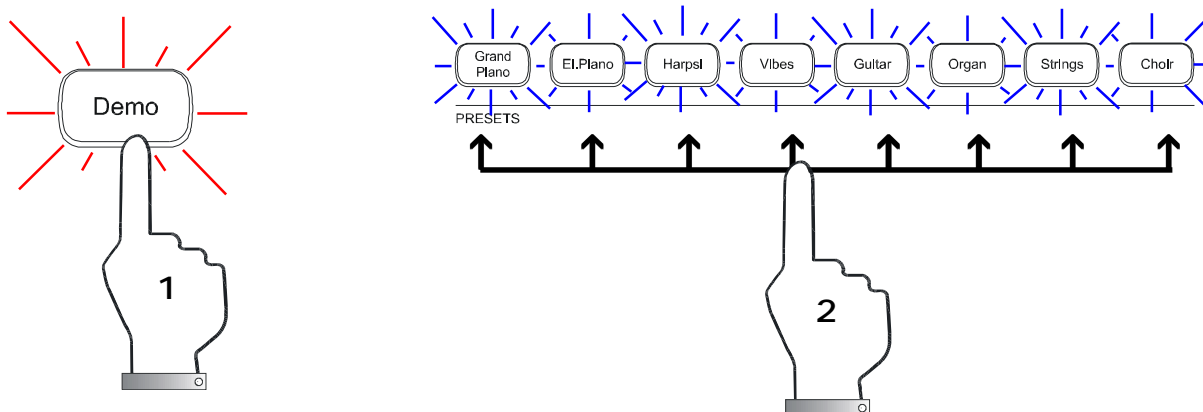 Demo
1
Grand
Piano
El.Piano
Harpsi
Vibes
Guitar
Organ
Strings
Choir
PRESETS
2